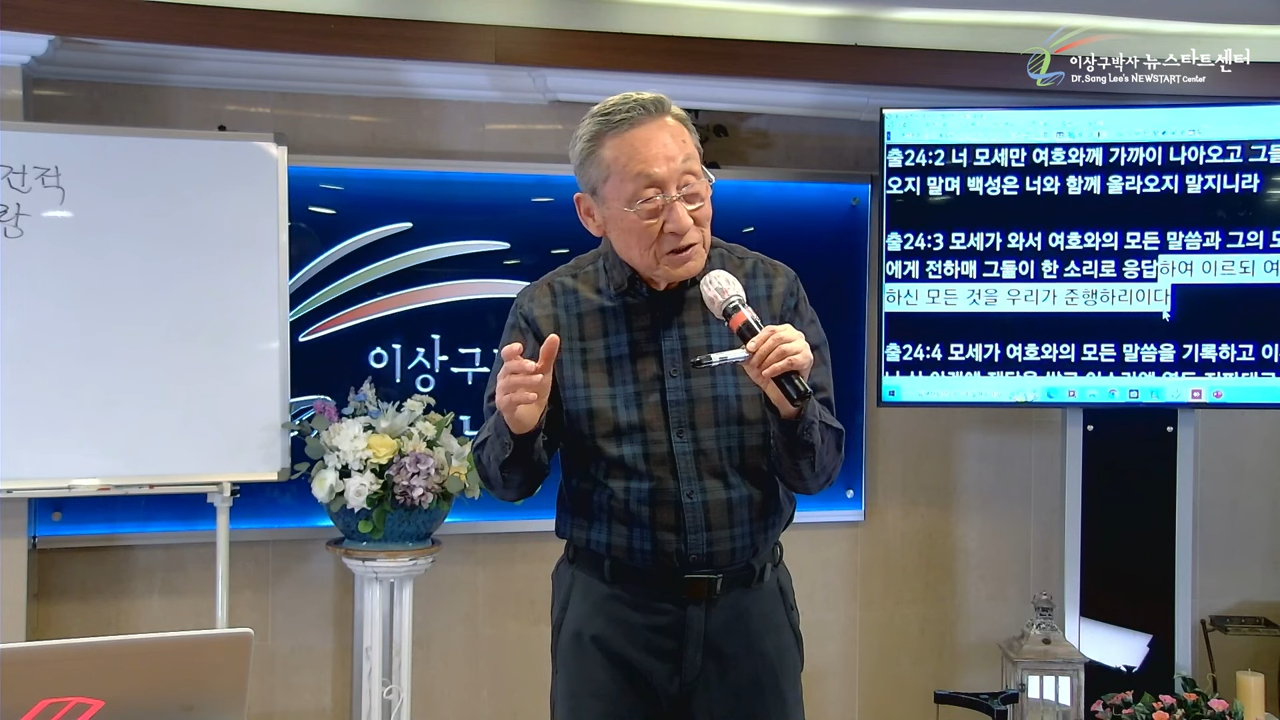 이상구박사 뉴스타트센터
Dr. Sang Lee's NEWSTART Center
전적
람
이상구
출24:2 너 모세만 여호와께 가까이 나아오고 그들
오지 말며 백성은 너와 함께 올라오지 말지니라
출24:3 모세가 와서 여호와의 모든 말씀과 그의 모
에게 전하매 그들이 한 소리로 응답하여 이르되 여
하신 모든 것을 우리가 준행하리이다
출24:4 모세가 여호와의 모든 말씀을 기록하고 이